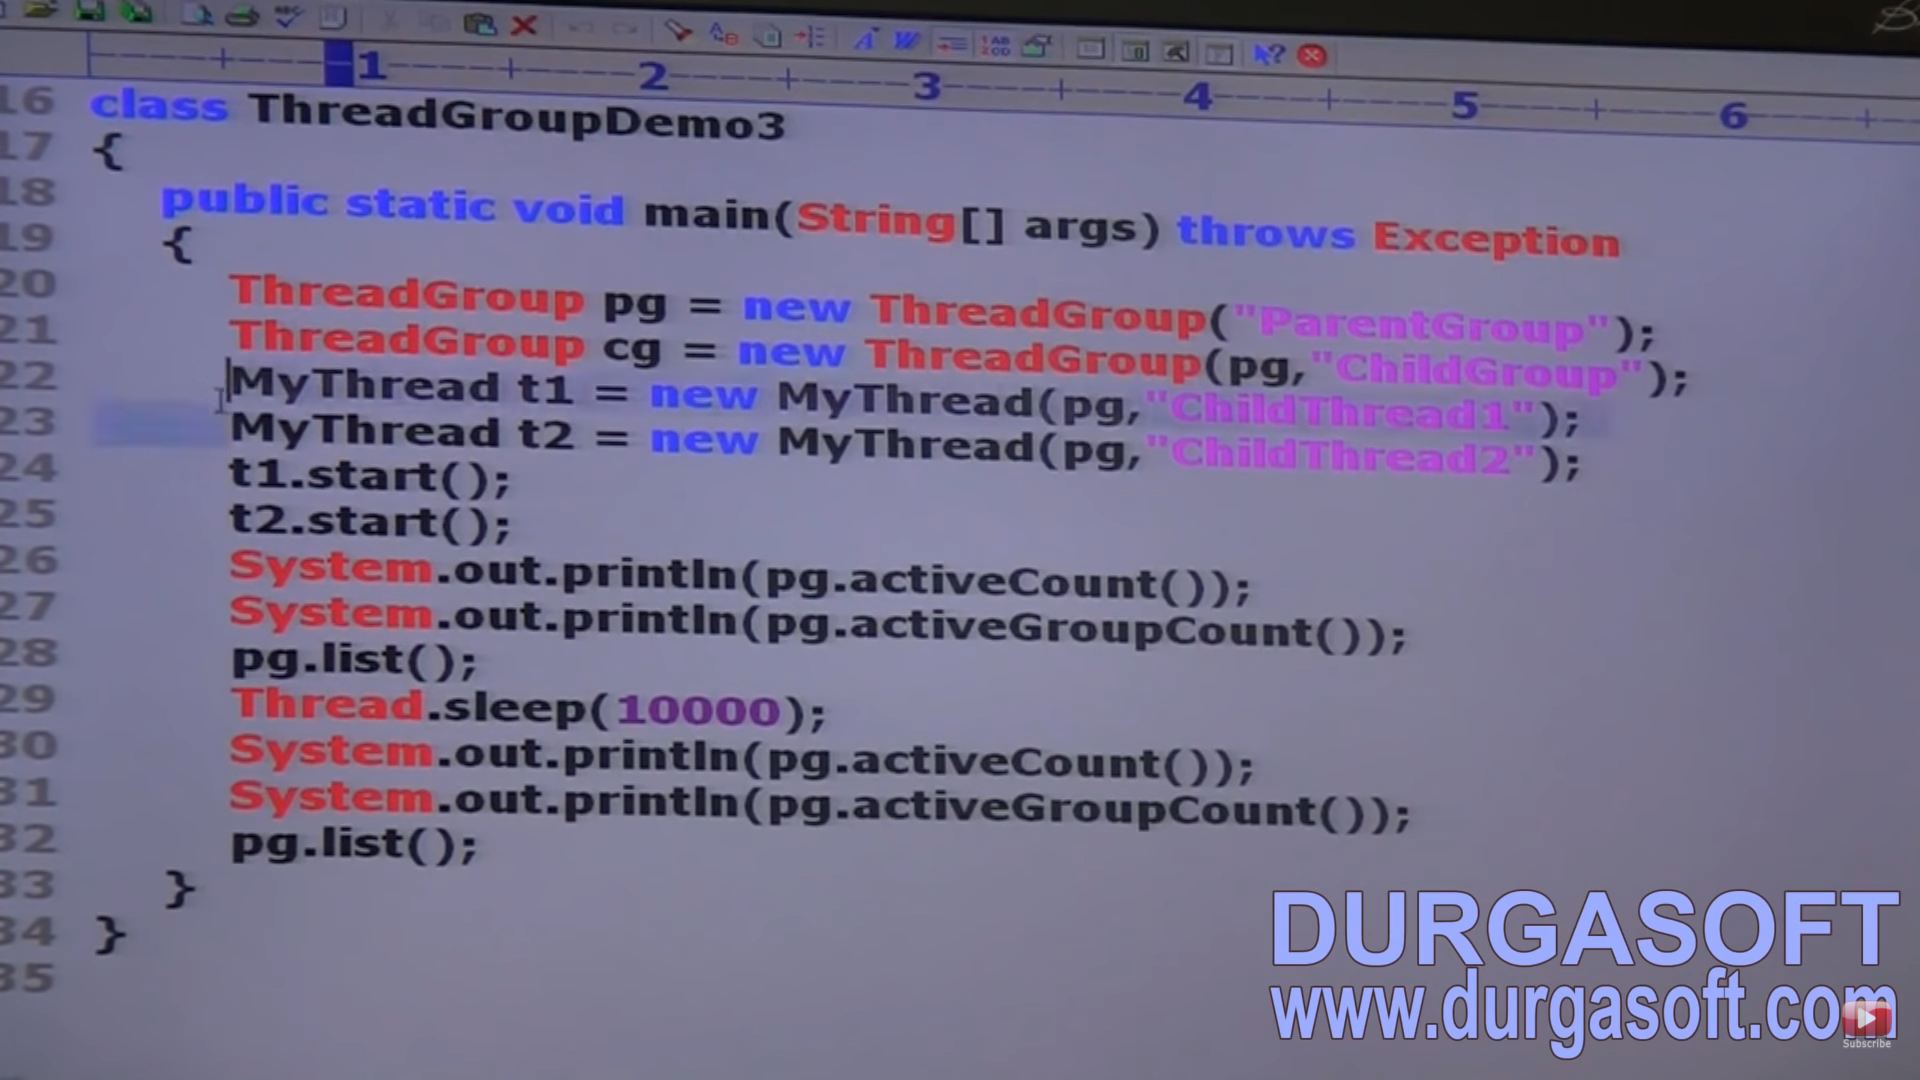 1 2 3 4 5 6
16 class ThreadGroupDemo3
17 {
18 public static void main(String[] args) throws Exception
19 {
20 ThreadGroup pg = new ThreadGroup("ParentGroup");
21 ThreadGroup cg = new ThreadGroup(pg,"ChildGroup");
22 MyThread t1 = new MyThread(pg,"ChildThread1");
23 MyThread t2 = new MyThread(pg,"ChildThread2");
24 t1.start();
25 t2.start();
26 System.out.println(pg.activeCount());
27 System.out.println(pg.activeGroupCount());
28 pg.list();
29 Thread.sleep(10000);
30 System.out.println(pg.activeCount());
31 System.out.println(pg.activeGroupCount());
32 pg.list();
33 }
34 }
35
DURGASOFT
www.durgasoft.com
Subscribe